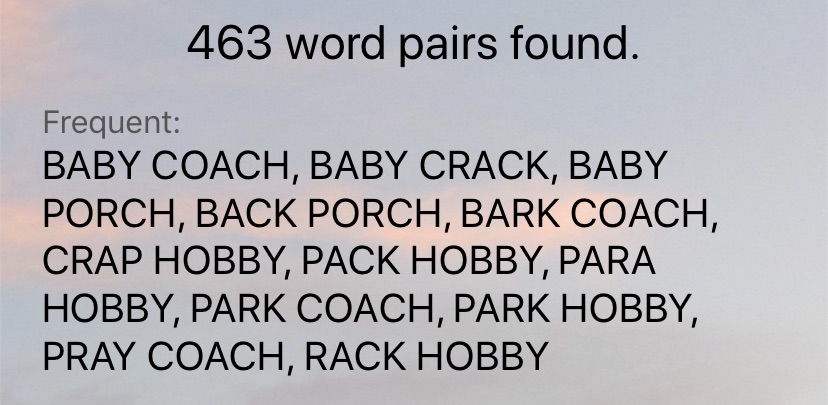 463 word pairs found.
Frequent:
BABY COACH, BABY CRACK, BABY
PORCH, BACK PORCH, BARK COACH,
CRAP HOBBY, PACK HOBBY, PARA
HOBBY, PARK COACH, PARK HOBBY,
PRAY COACH, RACK HOBBY